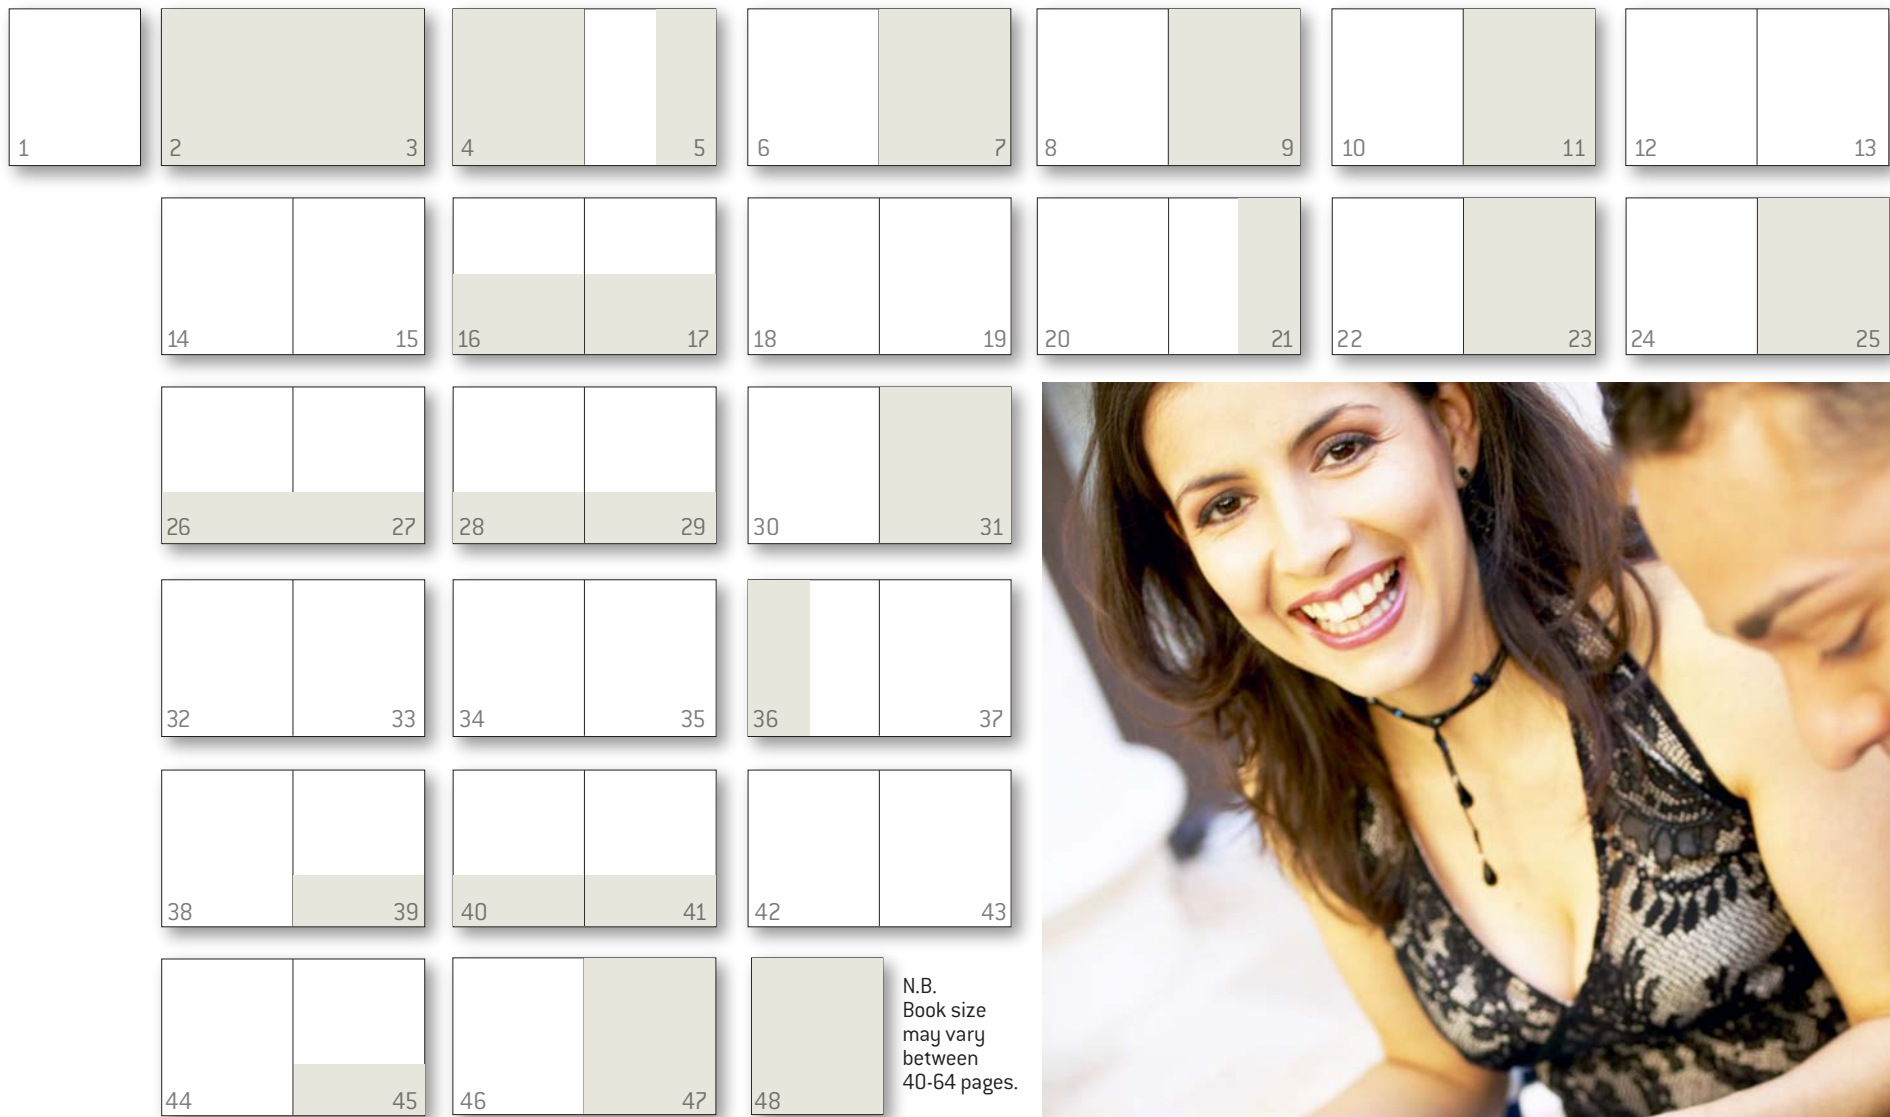 1 2 3 4 5 6 7 8 9 10 11 12 13
14 15 16 17 18 19 20 21 22 23 24 25
26 27 28 29 30 31
32 33 34 35 36 37
38 39 40 41 42 43
44 45 46 47 48
N.B.
Book size
may vary
between
40-64 pages.